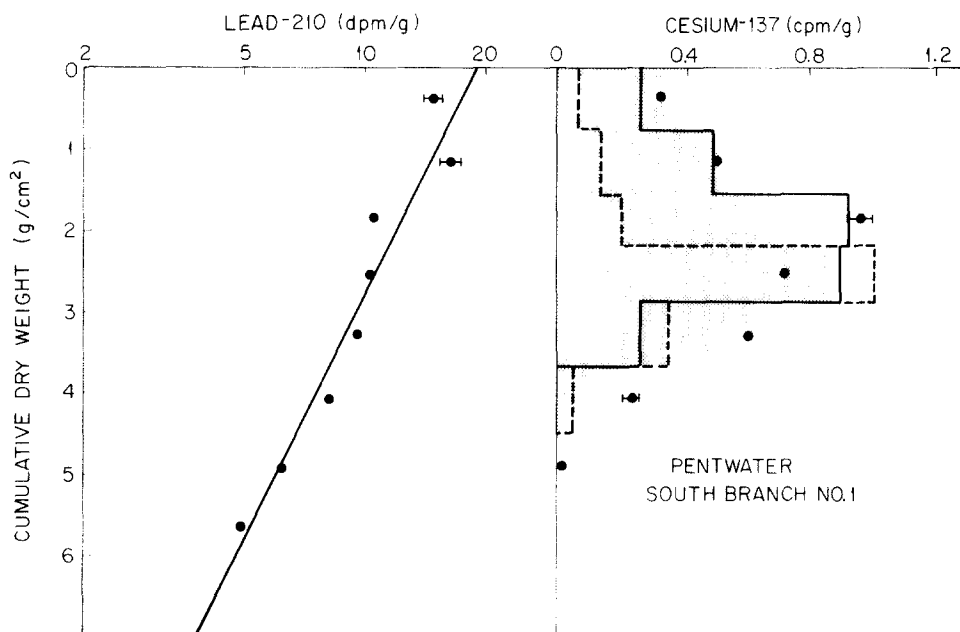 LEAD-210 (dpm/g)
CESIUM-137 (cpm/g)
2 5 10 20
0 0.4 0.8 1.2
0
1
2
3
4
5
6
CUMULATIVE DRY WEIGHT (g/cm²)
PENTWATER
SOUTH BRANCH NO.1